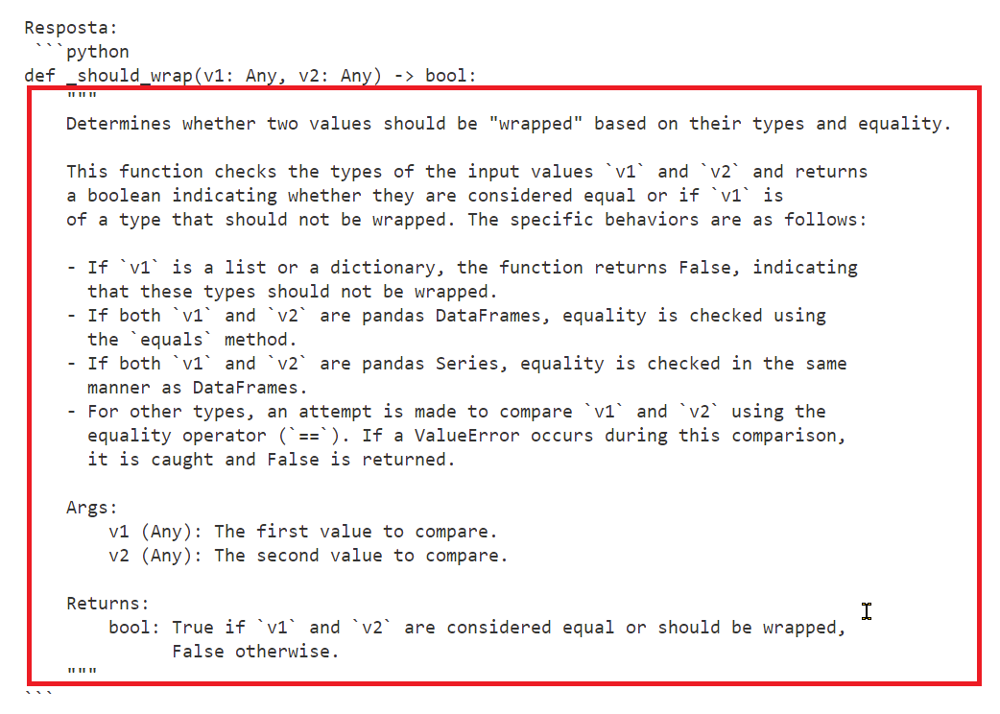 Resposta:
 ```python
def _should_wrap(v1: Any, v2: Any) -> bool:
    """
    Determines whether two values should be "wrapped" based on their types and equality.

    This function checks the types of the input values `v1` and `v2` and returns
    a boolean indicating whether they are considered equal or if `v1` is
    of a type that should not be wrapped. The specific behaviors are as follows:

    - If `v1` is a list or a dictionary, the function returns False, indicating
      that these types should not be wrapped.
    - If both `v1` and `v2` are pandas DataFrames, equality is checked using
      the `equals` method.
    - If both `v1` and `v2` are pandas Series, equality is checked in the same
      manner as DataFrames.
    - For other types, an attempt is made to compare `v1` and `v2` using the
      equality operator (`==`). If a ValueError occurs during this comparison,
      it is caught and False is returned.

    Args:
        v1 (Any): The first value to compare.
        v2 (Any): The second value to compare.

    Returns:
        bool: True if `v1` and `v2` are considered equal or should be wrapped,
              False otherwise.
    """
```